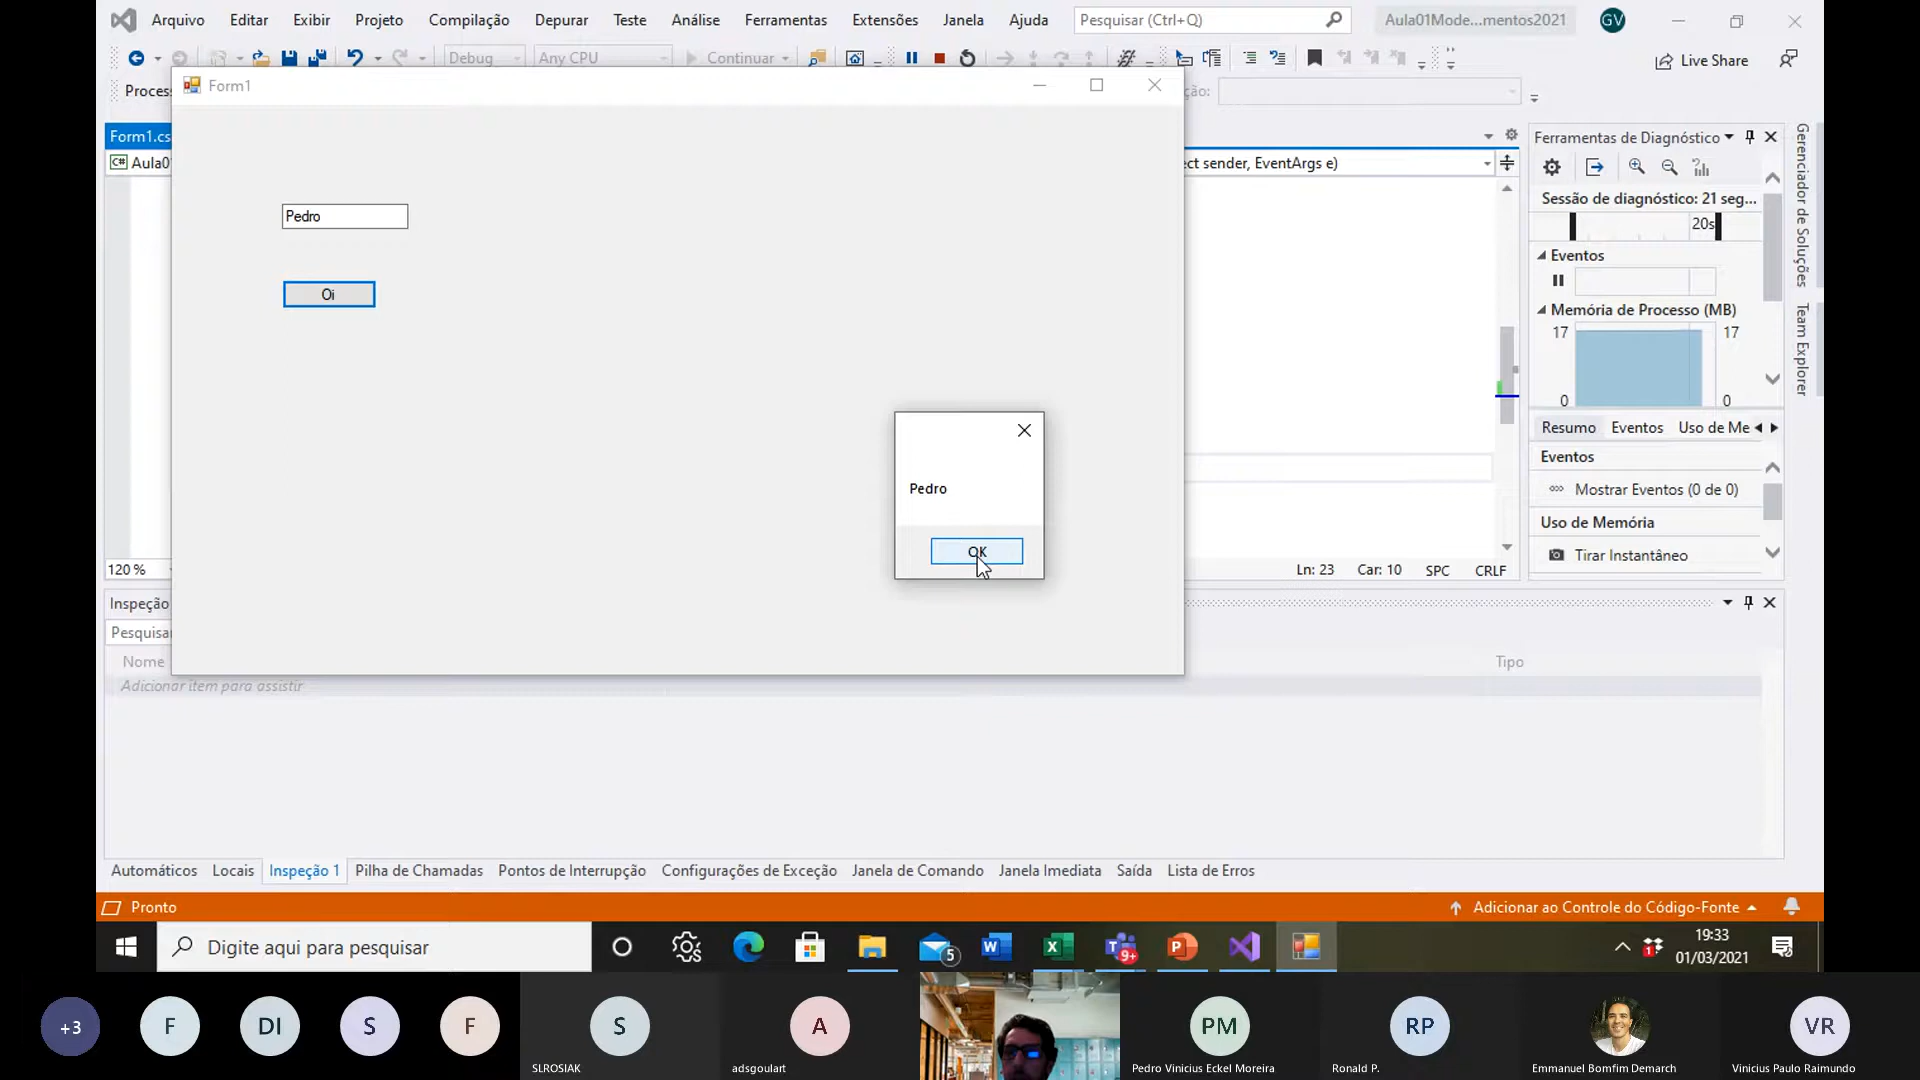 Arquivo Editar Exibir Projeto Compilação Depurar Teste Análise Ferramentas Extensões Janela Ajuda Pesquisar (Ctrl+Q) Aula01Mode...mentos2021 GV
Debug Any CPU Continuar Live Share
Form1
Form1.cs
Ferramentas de Diagnóstico
ect sender, EventArgs e)
Sessão de diagnóstico: 21 seg...
20s
Pedro
Eventos
Oi
Memória de Processo (MB)
17 17
0 0
Resumo Eventos Uso de Me
Eventos
Pedro
Mostrar Eventos (0 de 0)
Uso de Memória
OK
Tirar Instantâneo
120 %
Ln: 23 Car: 10 SPC CRLF
Inspeção
Nome
Tipo
Adicionar item para assistir
Gerenciador de Soluções
Team Explorer
Automáticos Locais Inspeção 1 Pilha de Chamadas Pontos de Interrupção Configurações de Exceção Janela de Comando Janela Imediata Saída Lista de Erros
Pronto
Adicionar ao Controle do Código-Fonte
Digite aqui para pesquisar
5
9+
1
19:33
01/03/2021
+3 F DI S F S A PM RP VR
SLROSIAK adsgoulart Pedro Vinicius Eckel Moreira Ronald P. Emmanuel Bomfim Demarch Vinicius Paulo Raimundo